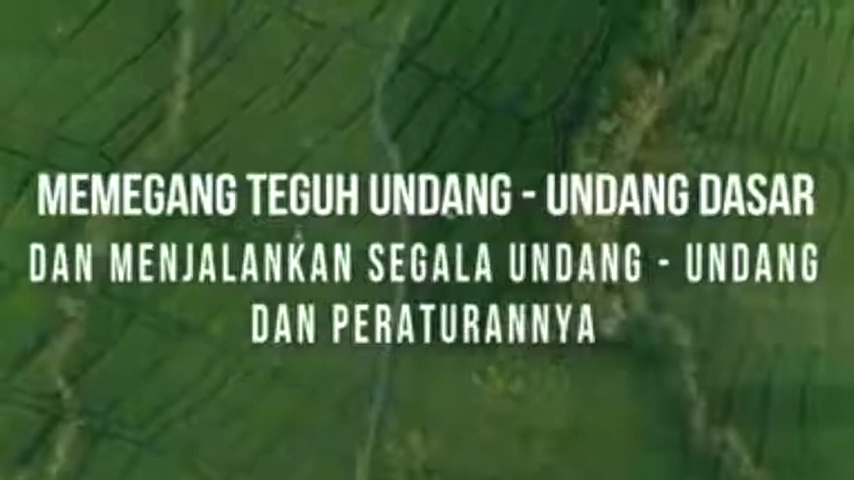 MEMEGANG TEGUH UNDANG - UNDANG DASAR
DAN MENJALANKAN SEGALA UNDANG - UNDANG
DAN PERATURANNYA